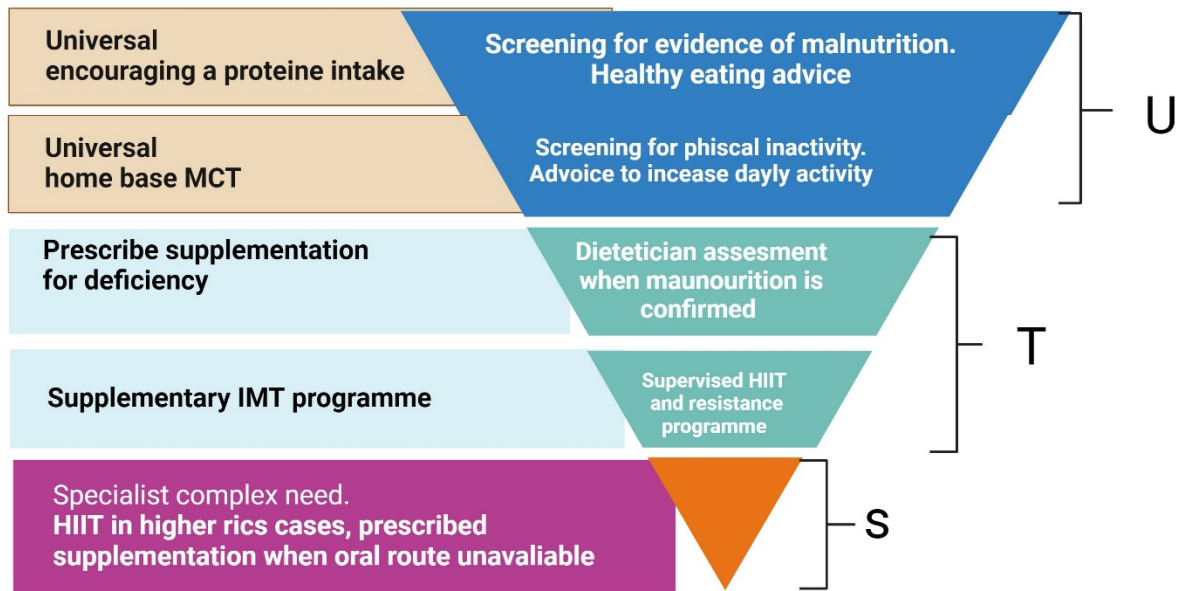 Universal
encouraging a proteine intake
Screening for evidence of malnutrition.
Healthy eating advice
U
Universal
home base MCT
Screening for phiscal inactivity.
Advoice to incease dayly activity
Prescribe supplementation
for deficiency
Dietetician assesment
when maunourition is
confirmed
T
Supplementary IMT programme
Supervised HIIT
and resistance
programme
Specialist complex need.
HIIT in higher rics cases, prescribed
supplementation when oral route unavaliable
S